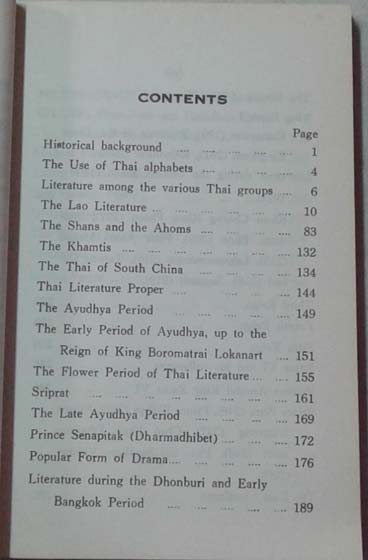 CONTENTS
Page
Historical background .... .... .... .... 1
The Use of Thai alphabets .... .... .... 4
Literature among the various Thai groups .... 6
The Lao Literature ... .... .... .... .... 10
The Shans and the Ahoms .... .... .... 83
The Khamtis .... .... .... .... .... 132
The Thai of South China .... .... .... 134
Thai Literature Proper .... .... .... 144
The Ayudhya Period .... .... .... .... 149
The Early Period of Ayudhya, up to the
Reign of King Boromatrai Lokanart ... 151
The Flower Period of Thai Literature .... .... 155
Sriprat .... .... .... .... .... .... 161
The Late Ayudhya Period .... .... .... 169
Prince Senapitak (Dharmadhibet) .... .... .... 172
Popular Form of Drama.... .... .... .... 176
Literature during the Dhonburi and Early
Bangkok Period .... .... .... .... 189